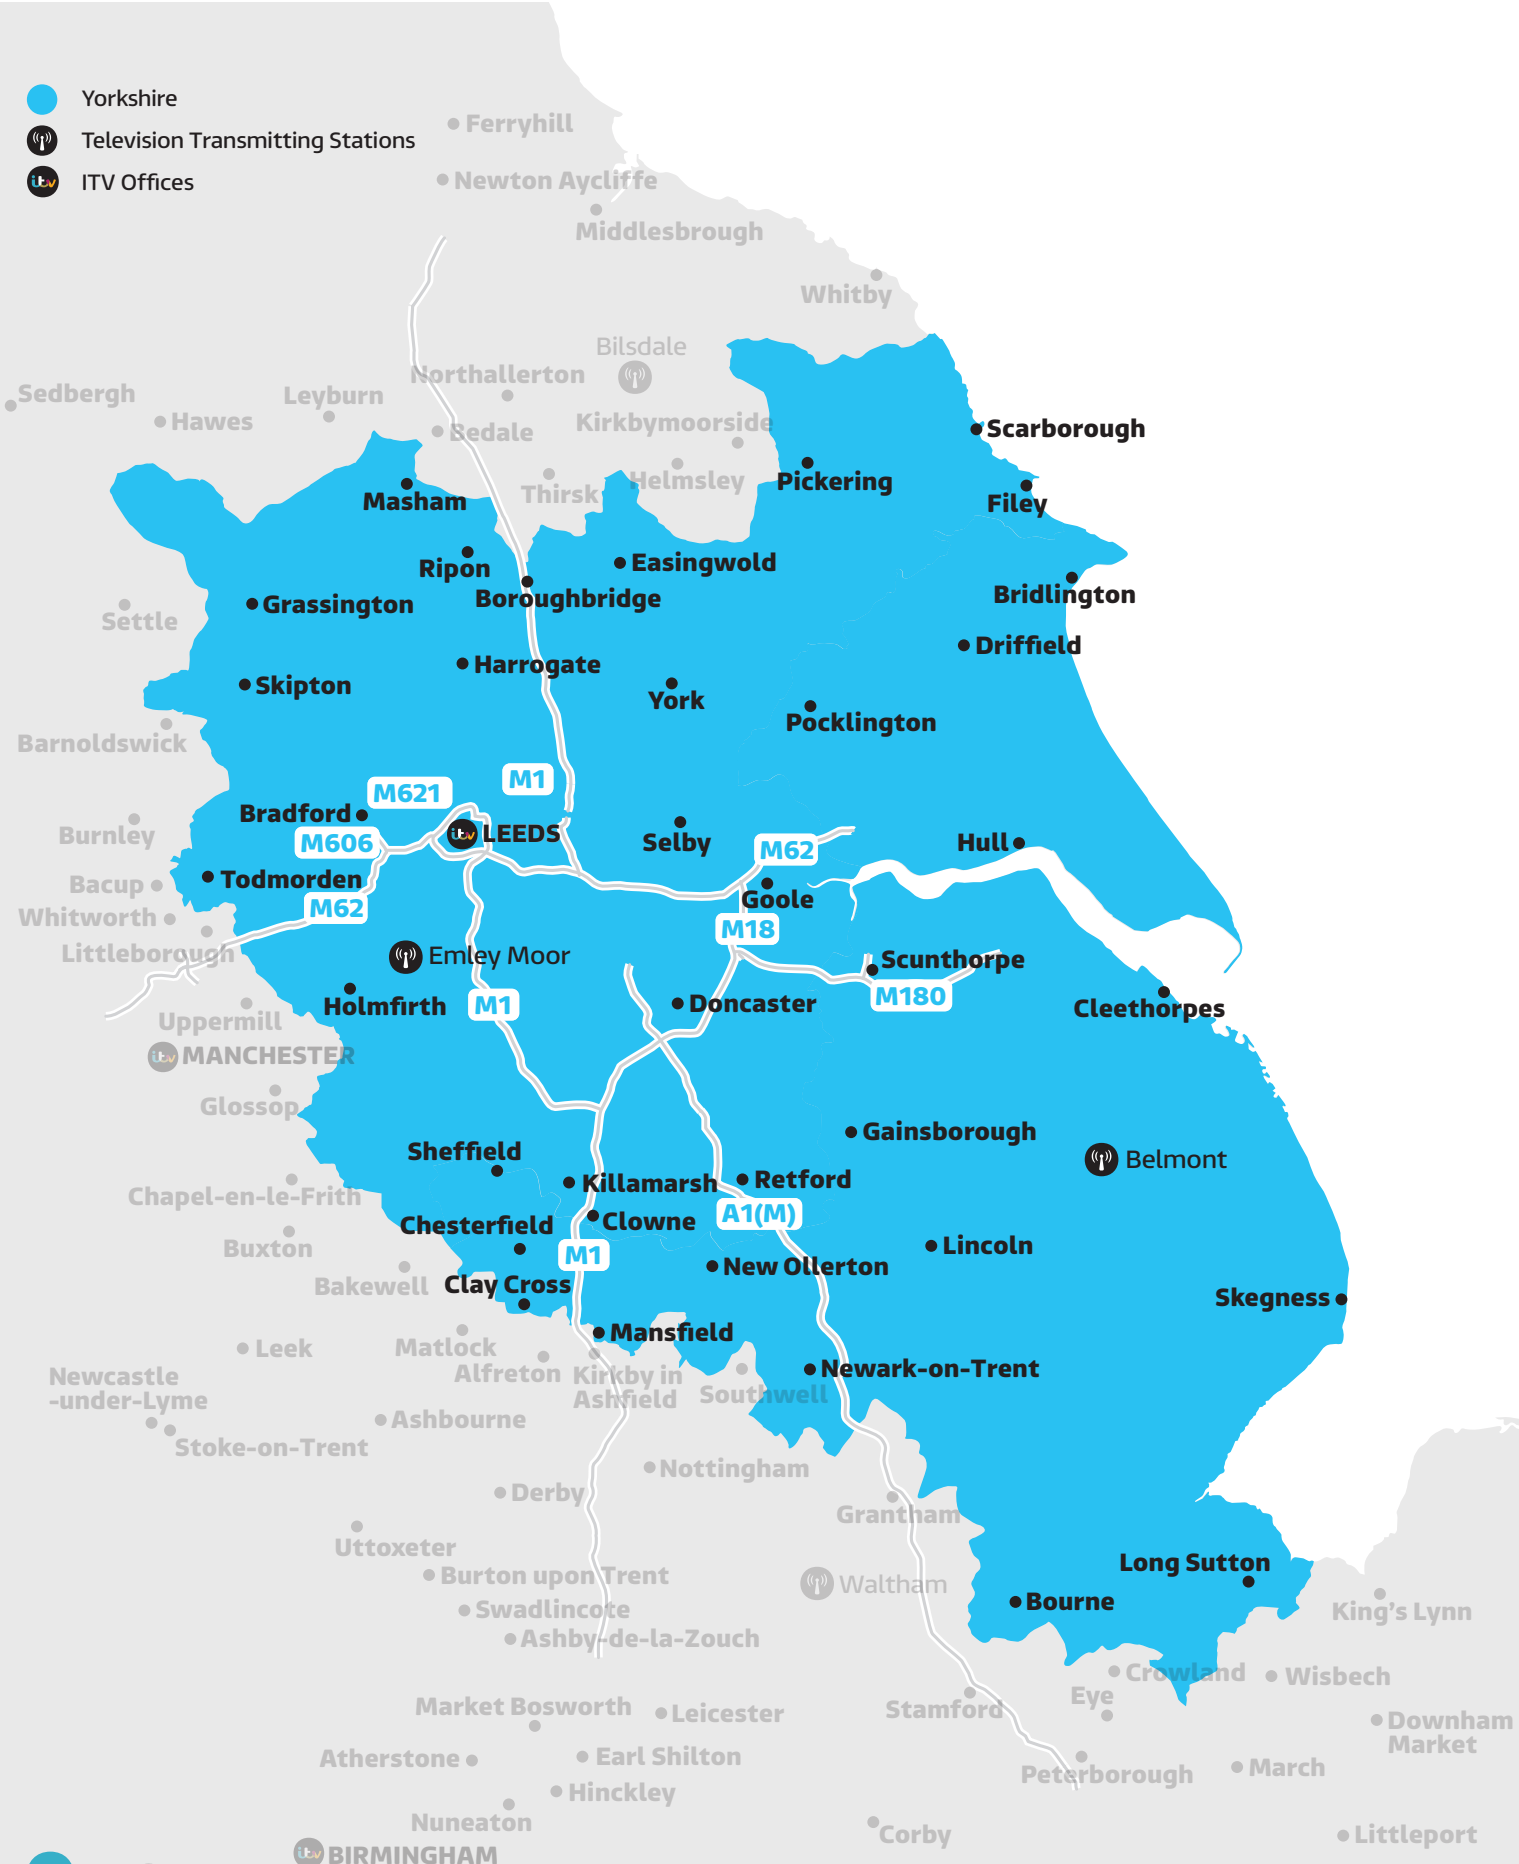 Yorkshire
Television Transmitting Stations
itv
ITV Offices
Ferryhill
Newton Aycliffe
Middlesbrough
Whitby
Bilsdale
Northallerton
Sedbergh
Leyburn
Hawes
Bedale
Kirkbymoorside
Scarborough
Thirsk
Helmsley
Pickering
Masham
Filey
Ripon
Easingwold
Boroughbridge
Bridlington
Grassington
Settle
Driffield
Harrogate
Skipton
York
Pocklington
Barnoldswick
M1
M621
Bradford
Burnley
M606
itv
LEEDS
Selby
M62
Hull
Todmorden
Bacup
Goole
M62
Whitworth
M18
Littleborough
Emley Moor
Scunthorpe
M180
Holmfirth
M1
Doncaster
Cleethorpes
Uppermill
itv
MANCHESTER
Glossop
Gainsborough
Sheffield
Belmont
Killamarsh
Retford
Chapel-en-le-Frith
A1(M)
Chesterfield
Clowne
Buxton
M1
Lincoln
New Ollerton
Bakewell
Clay Cross
Skegness
Mansfield
Leek
Matlock
Alfreton
Kirkby in
Ashfield
Newark-on-Trent
Southwell
Newcastle
-under-Lyme
Ashbourne
Stoke-on-Trent
Nottingham
Derby
Grantham
Uttoxeter
Long Sutton
Burton upon Trent
Waltham
Bourne
Swadlincote
King's Lynn
Ashby-de-la-Zouch
Crowland
Wisbech
Eye
Market Bosworth
Leicester
Stamford
Downham
Market
Atherstone
Earl Shilton
Peterborough
March
Hinckley
Nuneaton
Corby
Littleport
itv
BIRMINGHAM